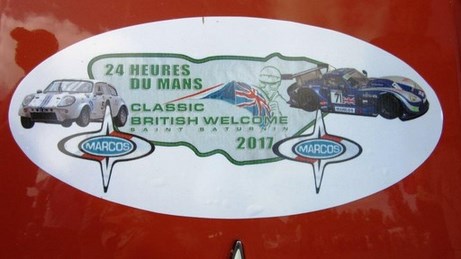 24 HEURES
DU MANS
CLASSIC
BRITISH WELCOME
SAINT SATURNIN
2017
MARCOS
MARCOS